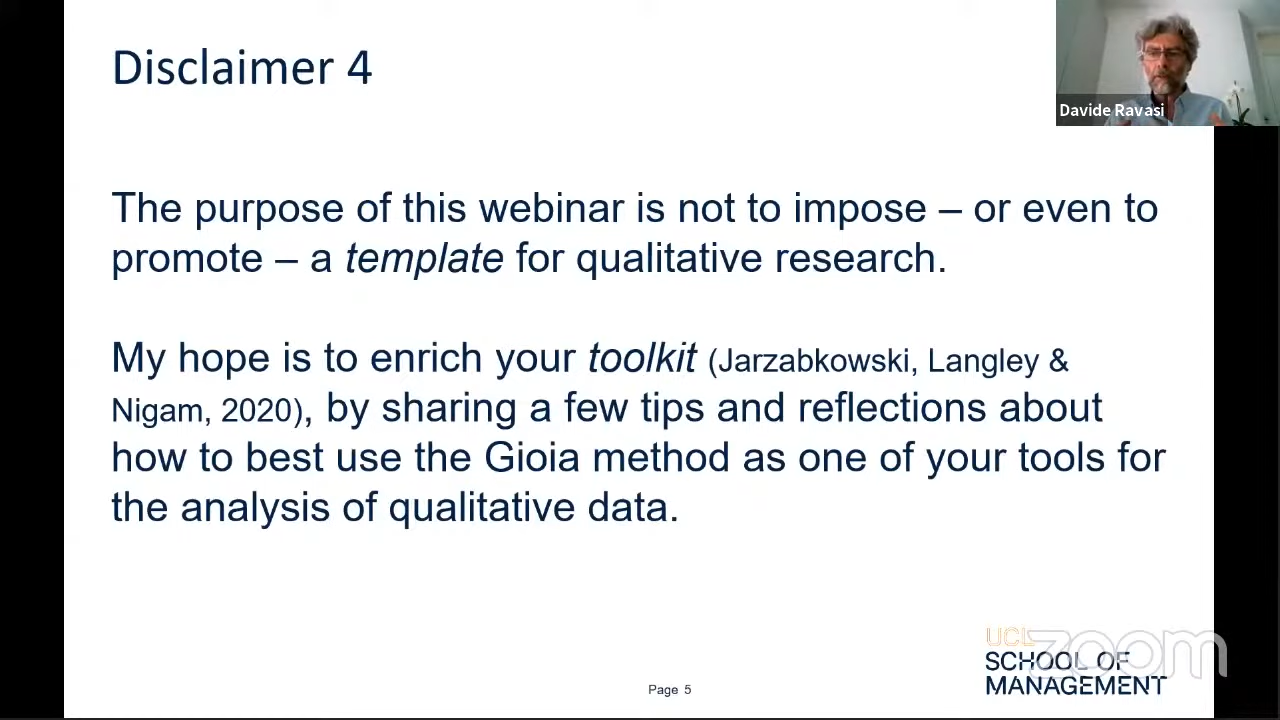 Disclaimer 4
Davide Ravasi
The purpose of this webinar is not to impose – or even to
promote – a template for qualitative research.
My hope is to enrich your toolkit (Jarzabkowski, Langley &
Nigam, 2020), by sharing a few tips and reflections about
how to best use the Gioia method as one of your tools for
the analysis of qualitative data.
UCL
zoom
SCHOOL OF
MANAGEMENT
Page 5